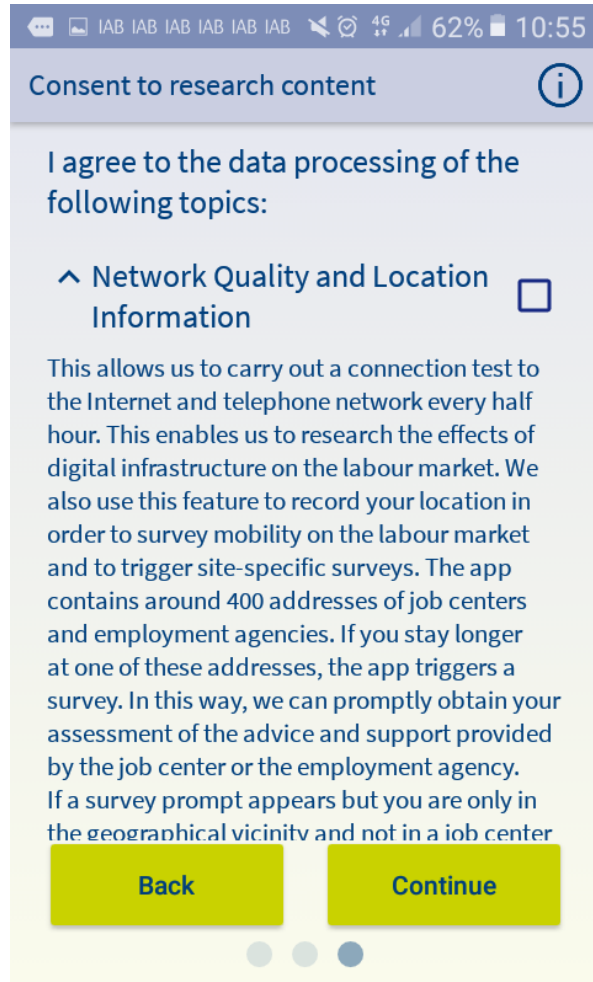 IAB IAB IAB IAB IAB IAB 4G 62% 10:55
Consent to research content
I agree to the data processing of the
following topics:
Network Quality and Location
Information
This allows us to carry out a connection test to
the Internet and telephone network every half
hour. This enables us to research the effects of
digital infrastructure on the labour market. We
also use this feature to record your location in
order to survey mobility on the labour market
and to trigger site-specific surveys. The app
contains around 400 addresses of job centers
and employment agencies. If you stay longer
at one of these addresses, the app triggers a
survey. In this way, we can promptly obtain your
assessment of the advice and support provided
by the job center or the employment agency.
If a survey prompt appears but you are only in
the geographical vicinity and not in a job center
Back
Continue